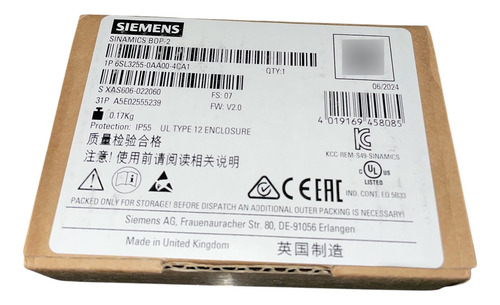 SIEMENS
SINAMICS BOP-2
1P 6SL3255-0AA00-4CA1
QTY:1
S XAS606-022060
FS: 07
31P A5E02555239
FW: V2.0
06/2024
0.17Kg
4 019169 458085
Protection: IP55 UL TYPE 12 ENCLOSURE
质量检验合格
KCC-REM-S49-SINAMICS
注意! 使用前请阅读相关说明
C UL US
LISTED
CE EAC
IND. CONT. EQ 5B33
PACKED ONLY FOR STORAGE! BEFORE DISPATCH AN ADDITIONAL OUTER PACKING IS NECESSARY!
Siemens AG, Frauenauracher Str. 80, DE-91056 Erlangen
Made in United Kingdom
英国制造